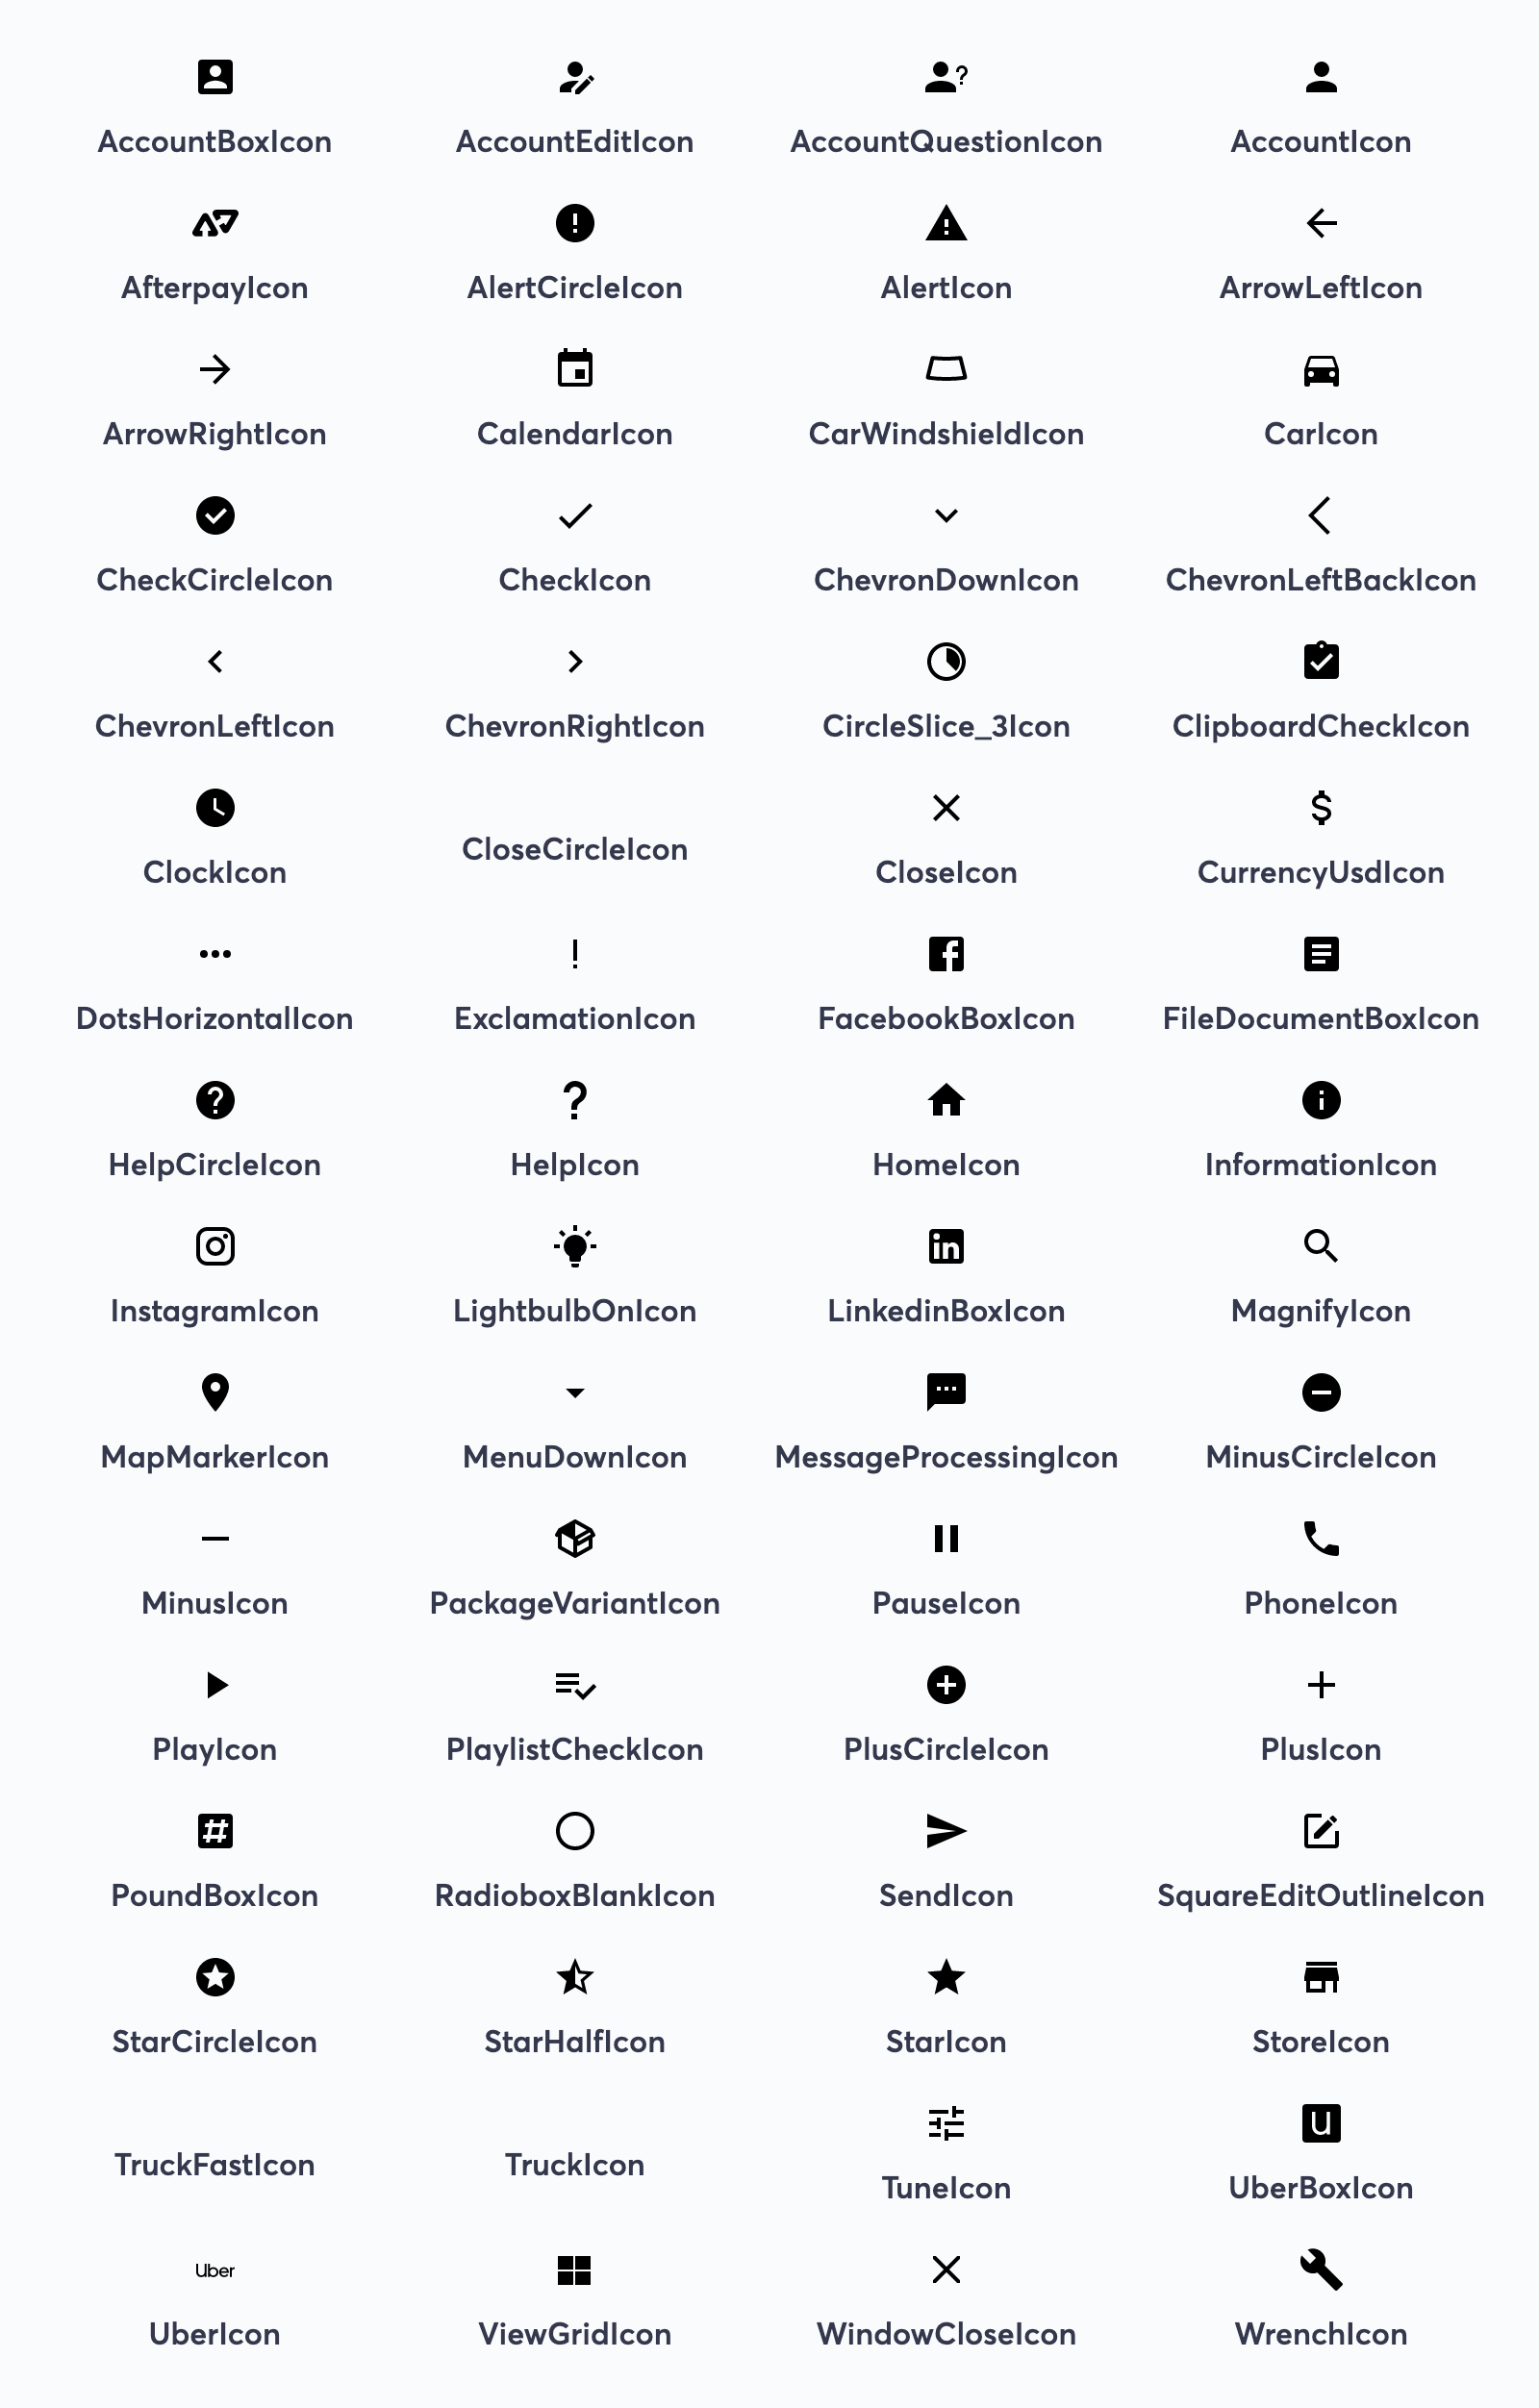 AccountBoxIcon AccountEditIcon AccountQuestionIcon AccountIcon
AfterpayIcon AlertCircleIcon AlertIcon ArrowLeftIcon
ArrowRightIcon CalendarIcon CarWindshieldIcon CarIcon
CheckCircleIcon CheckIcon ChevronDownIcon ChevronLeftBackIcon
ChevronLeftIcon ChevronRightIcon CircleSlice_3Icon ClipboardCheckIcon
ClockIcon CloseCircleIcon CloseIcon CurrencyUsdIcon
DotsHorizontalIcon ExclamationIcon FacebookBoxIcon FileDocumentBoxIcon
HelpCircleIcon HelpIcon HomeIcon InformationIcon
InstagramIcon LightbulbOnIcon LinkedinBoxIcon MagnifyIcon
MapMarkerIcon MenuDownIcon MessageProcessingIcon MinusCircleIcon
MinusIcon PackageVariantIcon PauseIcon PhoneIcon
PlayIcon PlaylistCheckIcon PlusCircleIcon PlusIcon
PoundBoxIcon RadioboxBlankIcon SendIcon SquareEditOutlineIcon
StarCircleIcon StarHalfIcon StarIcon StoreIcon
TruckFastIcon TruckIcon TuneIcon UberBoxIcon
Uber
UberIcon ViewGridIcon WindowCloseIcon WrenchIcon